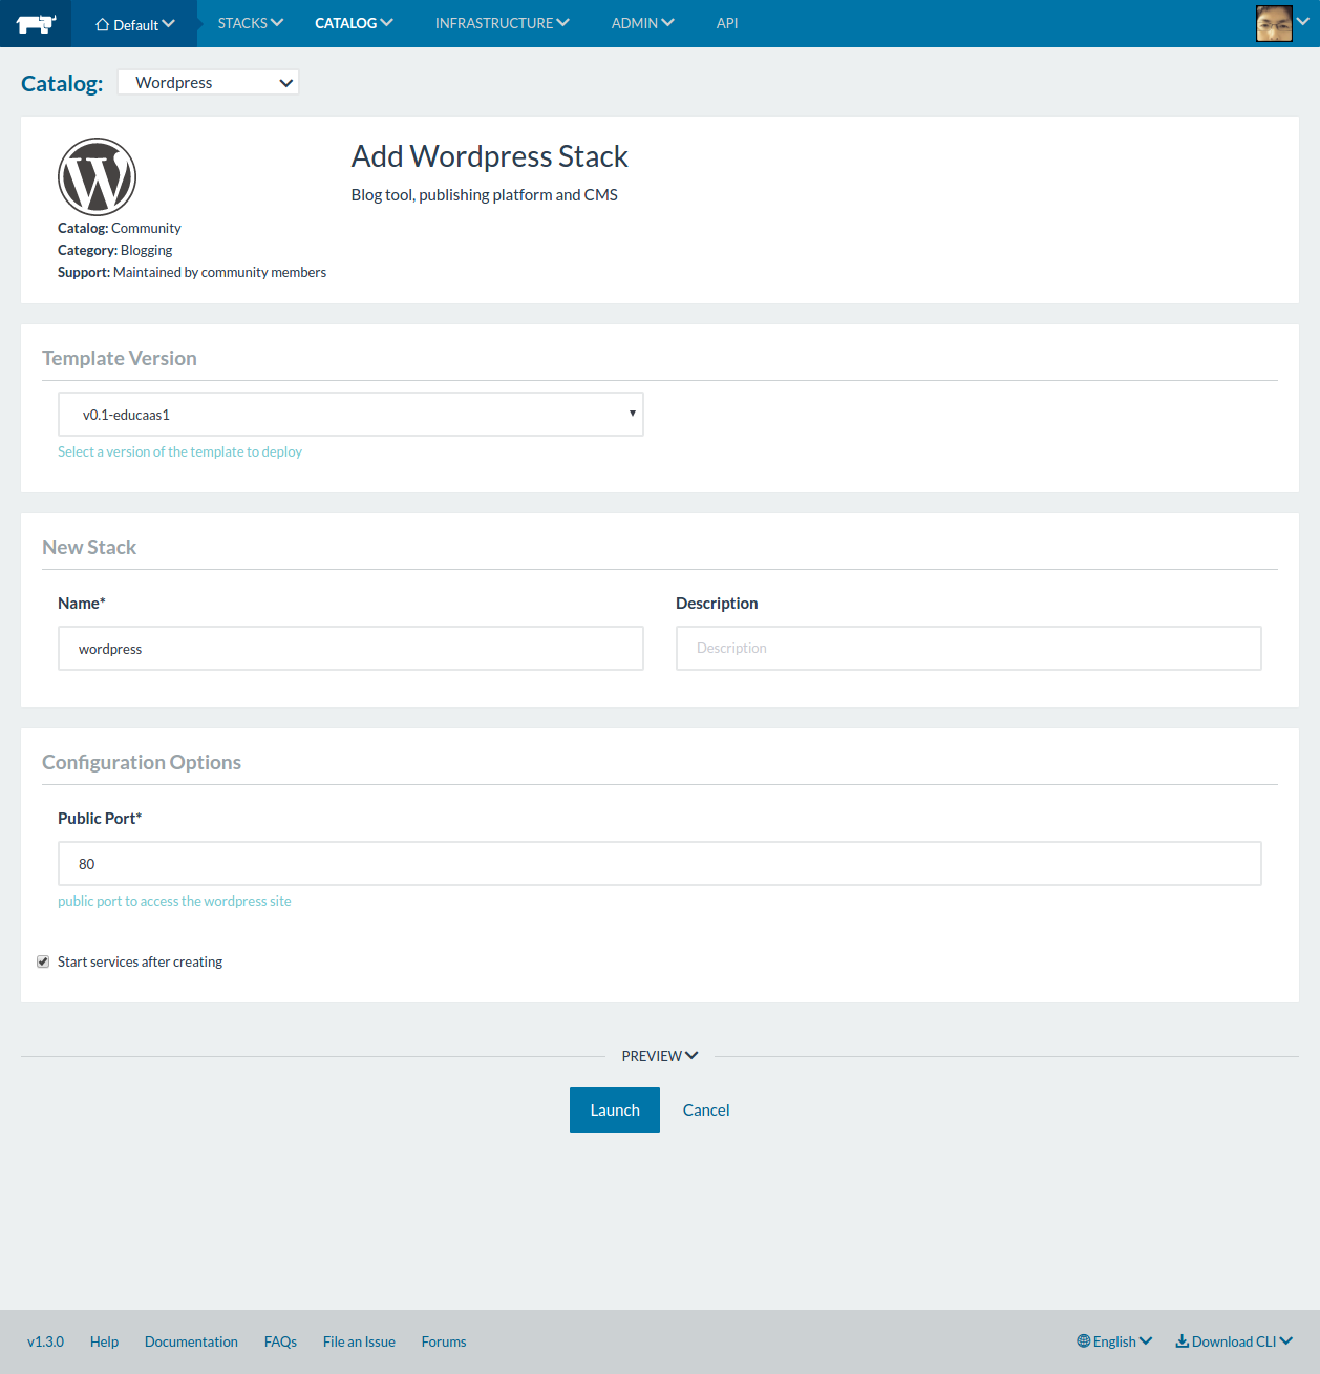 Default STACKS CATALOG INFRASTRUCTURE ADMIN API
Catalog: Wordpress
Add Wordpress Stack
Blog tool, publishing platform and CMS
Catalog: Community
Category: Blogging
Support: Maintained by community members
Template Version
v0.1-educaas1
Select a version of the template to deploy
New Stack
Name* Description
wordpress Description
Configuration Options
Public Port*
80
public port to access the wordpress site
Start services after creating
PREVIEW
Launch Cancel
v1.3.0 Help Documentation FAQs File an Issue Forums English Download CLI